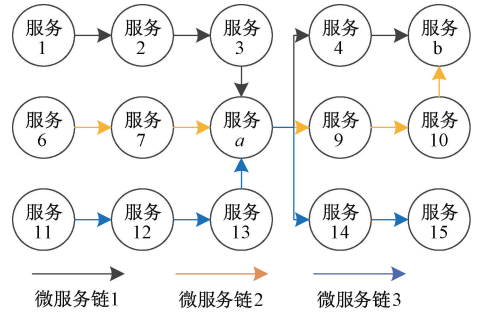 服务 服务 服务 服务 服务
1 2 3 4 b
服务 服务 服务 服务 服务
6 7 a 9 10
服务 服务 服务 服务 服务
11 12 13 14 15
微服务链1 微服务链2 微服务链3